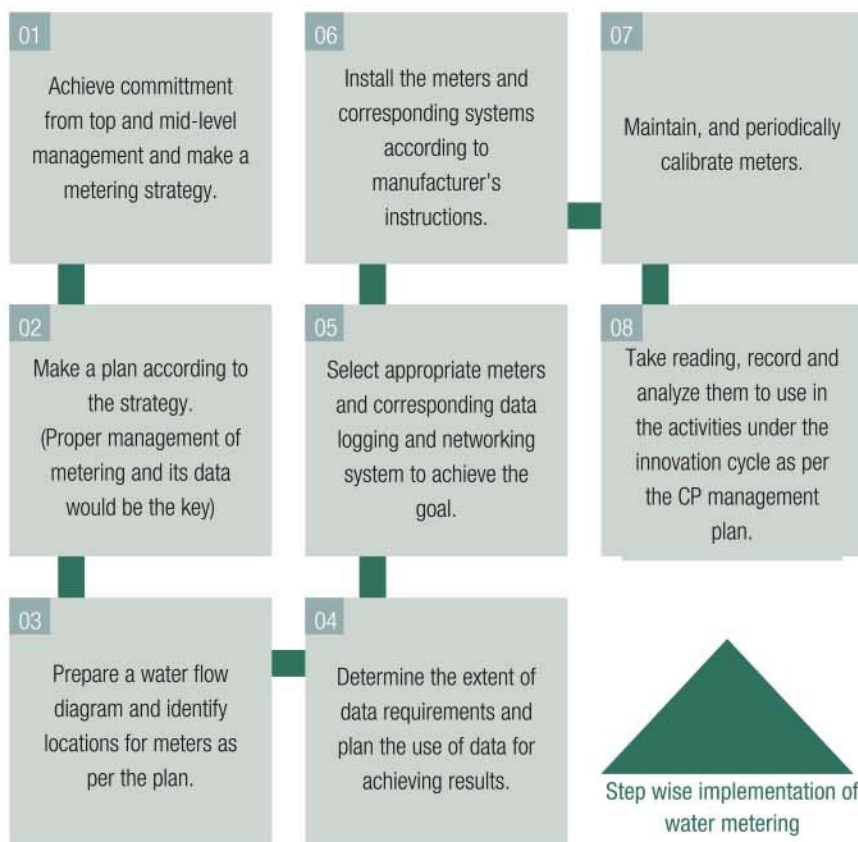 01
Achieve committment
from top and mid-level
management and make a
metering strategy.
02
Make a plan according to
the strategy.
(Proper management of
metering and its data
would be the key)
03
Prepare a water flow
diagram and identify
locations for meters as
per the plan.
04
Determine the extent of
data requirements and
plan the use of data for
achieving results.
05
Select appropriate meters
and corresponding data
logging and networking
system to achieve the
goal.
06
Install the meters and
corresponding systems
according to
manufacturer's
instructions.
07
Maintain, and periodically
calibrate meters.
08
Take reading, record and
analyze them to use in
the activities under the
innovation cycle as per
the CP management
plan.
Step wise implementation of
water metering